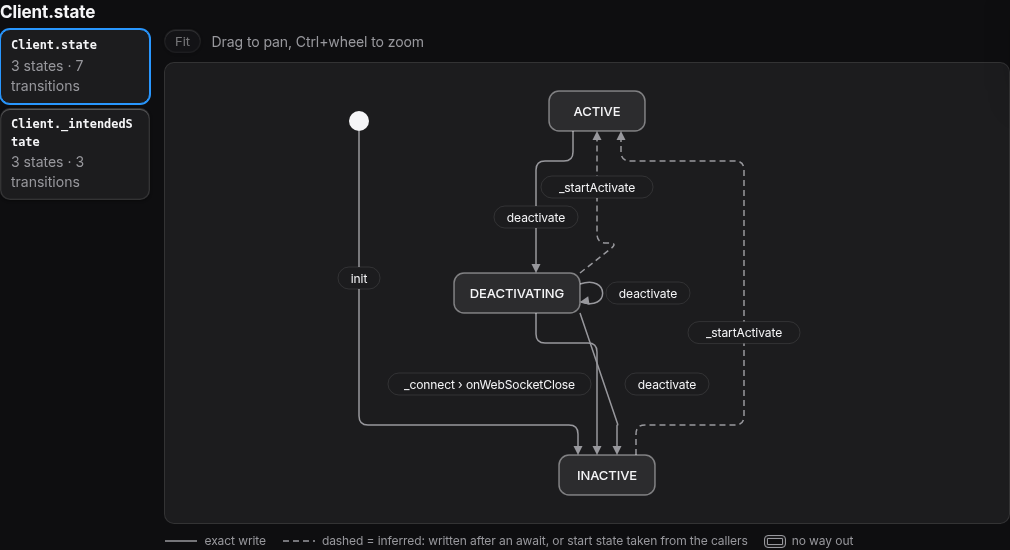 Client.state
Client.state
3 states · 7
transitions
Client._intendedS
tate
3 states · 3
transitions
Fit
Drag to pan, Ctrl+wheel to zoom
ACTIVE
_startActivate
deactivate
init
DEACTIVATING
deactivate
_startActivate
_connect › onWebSocketClose
deactivate
INACTIVE
exact write
dashed = inferred: written after an await, or start state taken from the callers
no way out